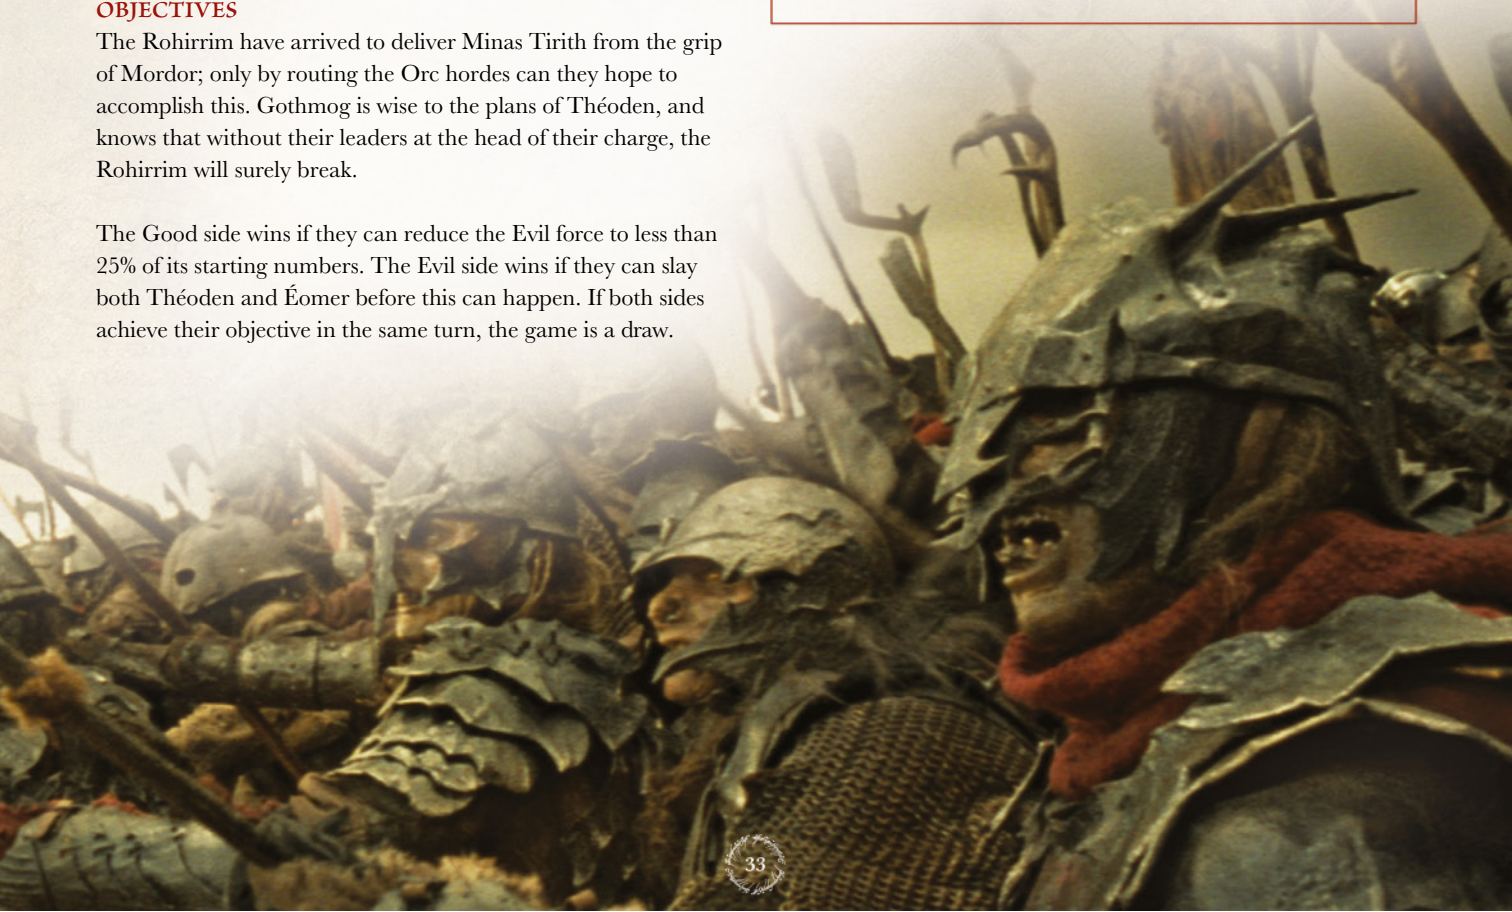 OBJECTIVES
The Rohirrim have arrived to deliver Minas Tirith from the grip
of Mordor; only by routing the Orc hordes can they hope to
accomplish this. Gothmog is wise to the plans of Théoden, and
knows that without their leaders at the head of their charge, the
Rohirrim will surely break.
The Good side wins if they can reduce the Evil force to less than
25% of its starting numbers. The Evil side wins if they can slay
both Théoden and Éomer before this can happen. If both sides
achieve their objective in the same turn, the game is a draw.
33